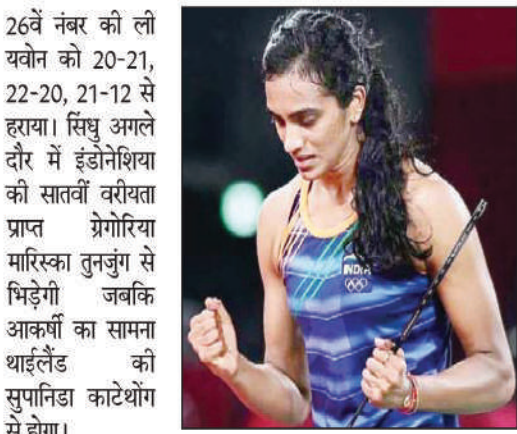 26वें नंबर की ली
यवोन को 20-21,
22-20, 21-12 से
हराया। सिंधु अगले
दौर में इंडोनेशिया
की सातवीं वरीयता
प्राप्त ग्रेगोरिया
मारिस्का तुनजुंग से
भिड़ेगी जबकि
आकर्षी का सामना
थाईलैंड की
सुपानिडा काटेथोंग
से होगा।
INDIA